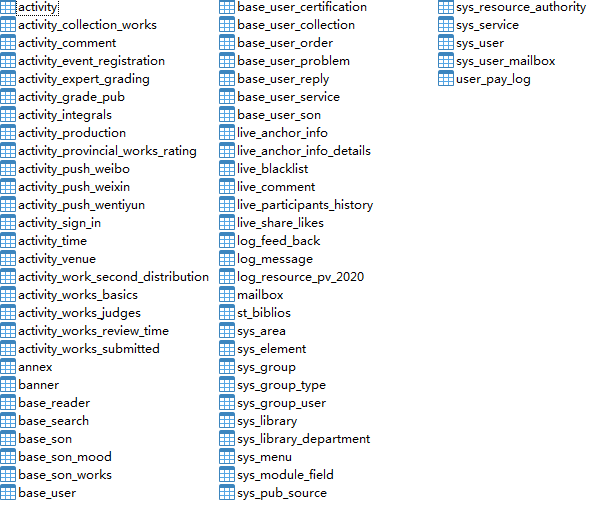 activity
activity_collection_works
activity_comment
activity_event_registration
activity_expert_grading
activity_grade_pub
activity_integrals
activity_production
activity_provincial_works_rating
activity_push_weibo
activity_push_weixin
activity_push_wentiyun
activity_sign_in
activity_time
activity_venue
activity_work_second_distribution
activity_works_basics
activity_works_judges
activity_works_review_time
activity_works_submitted
annex
banner
base_reader
base_search
base_son
base_son_mood
base_son_works
base_user
base_user_certification
base_user_collection
base_user_order
base_user_problem
base_user_reply
base_user_service
base_user_son
live_anchor_info
live_anchor_info_details
live_blacklist
live_comment
live_participants_history
live_share_likes
log_feed_back
log_message
log_resource_pv_2020
mailbox
st_biblios
sys_area
sys_element
sys_group
sys_group_type
sys_group_user
sys_library
sys_library_department
sys_menu
sys_module_field
sys_pub_source
sys_resource_authority
sys_service
sys_user
sys_user_mailbox
user_pay_log